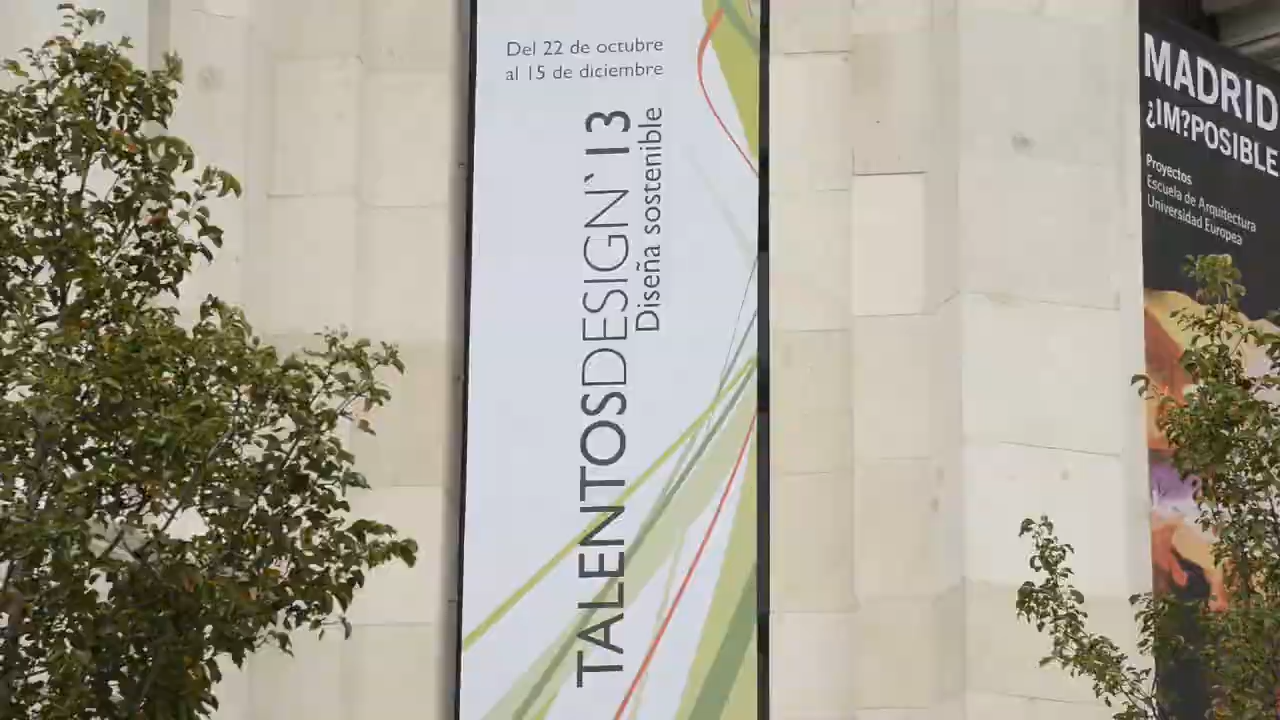 Del 22 de octubre
al 15 de diciembre
TALENTOSDESIGN`13
Diseña sostenible
MADRID
¿IM?POSIBLE
Proyectos
Escuela de Arquitectura
Universidad Europea